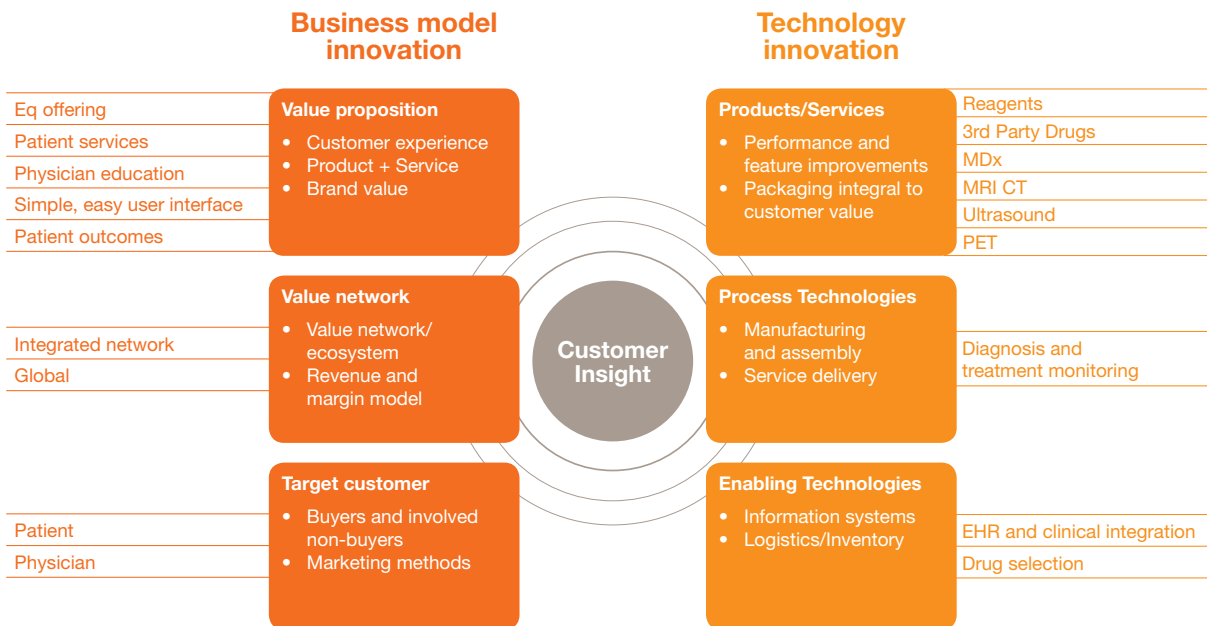 Business model
innovation
Technology
innovation
Eq offering
Patient services
Physician education
Simple, easy user interface
Patient outcomes
Value proposition
• Customer experience
• Product + Service
• Brand value
Products/Services
• Performance and
feature improvements
• Packaging integral to
customer value
Reagents
3rd Party Drugs
MDx
MRI CT
Ultrasound
PET
Integrated network
Global
Value network
• Value network/
ecosystem
• Revenue and
margin model
Customer
Insight
Process Technologies
• Manufacturing
and assembly
• Service delivery
Diagnosis and
treatment monitoring
Patient
Physician
Target customer
• Buyers and involved
non-buyers
• Marketing methods
Enabling Technologies
• Information systems
• Logistics/Inventory
EHR and clinical integration
Drug selection